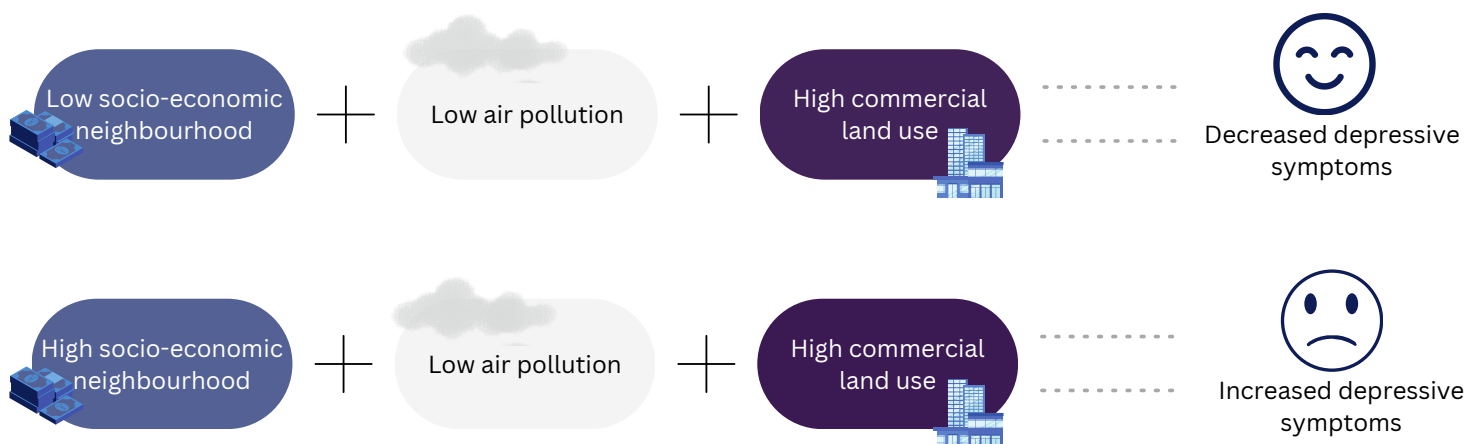 Low socio-economic
neighbourhood
Low air pollution
High commercial
land use
Decreased depressive
symptoms
High socio-economic
neighbourhood
Low air pollution
High commercial
land use
Increased depressive
symptoms